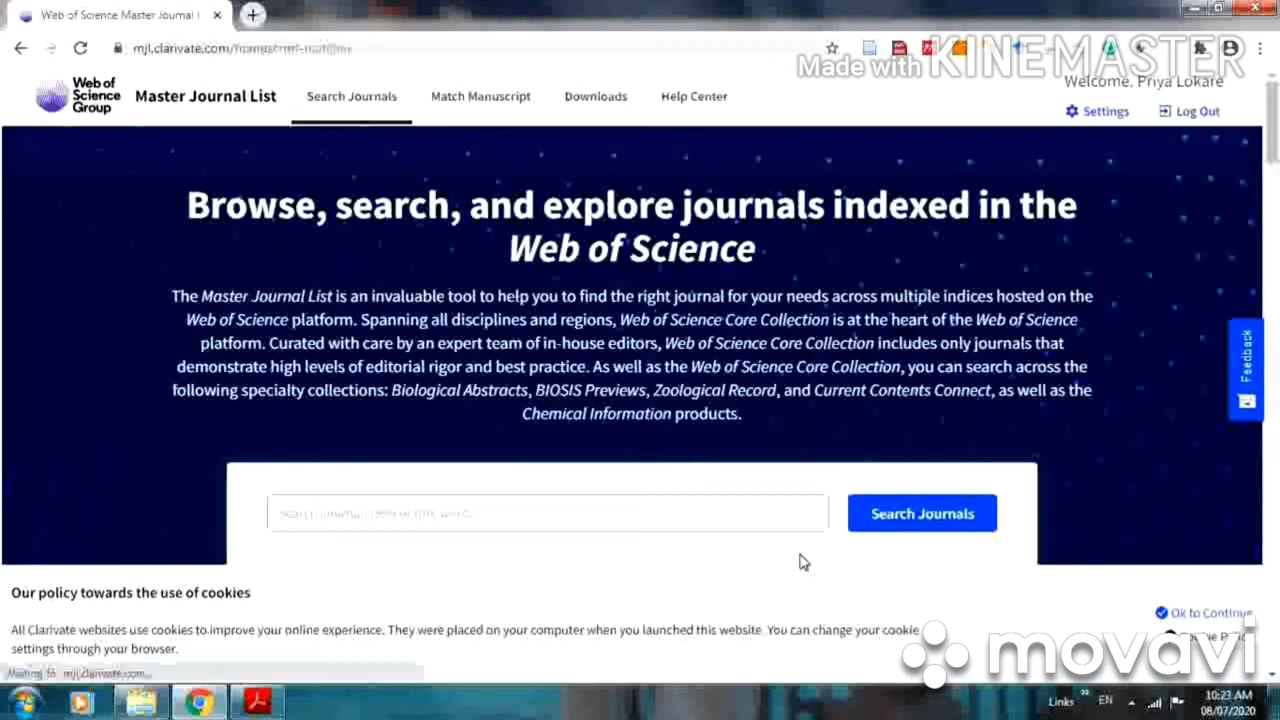 Web of Science Master Journal
mjl.clarivate.com/
Made with KINEMASTER
Web of
Science
Group
Master Journal List
Search Journals
Match Manuscript
Downloads
Help Center
Welcome, Priya Lokare
Settings
Log Out
Browse, search, and explore journals indexed in the
Web of Science
The Master Journal List is an invaluable tool to help you to find the right journal for your needs across multiple indices hosted on the
Web of Science platform. Spanning all disciplines and regions, Web of Science Core Collection is at the heart of the Web of Science
platform. Curated with care by an expert team of in-house editors, Web of Science Core Collection includes only journals that
demonstrate high levels of editorial rigor and best practice. As well as the Web of Science Core Collection, you can search across the
following specialty collections: Biological Abstracts, BIOSIS Previews, Zoological Record, and Current Contents Connect, as well as the
Chemical Information products.
Feedback
Search Journals
Our policy towards the use of cookies
Ok to Continue
All Clarivate websites use cookies to improve your online experience. They were placed on your computer when you launched this website. You can change your cookie
settings through your browser.
movavi
mjl.clarivate.com...
Links
EN
10:23 AM
08/07/2020